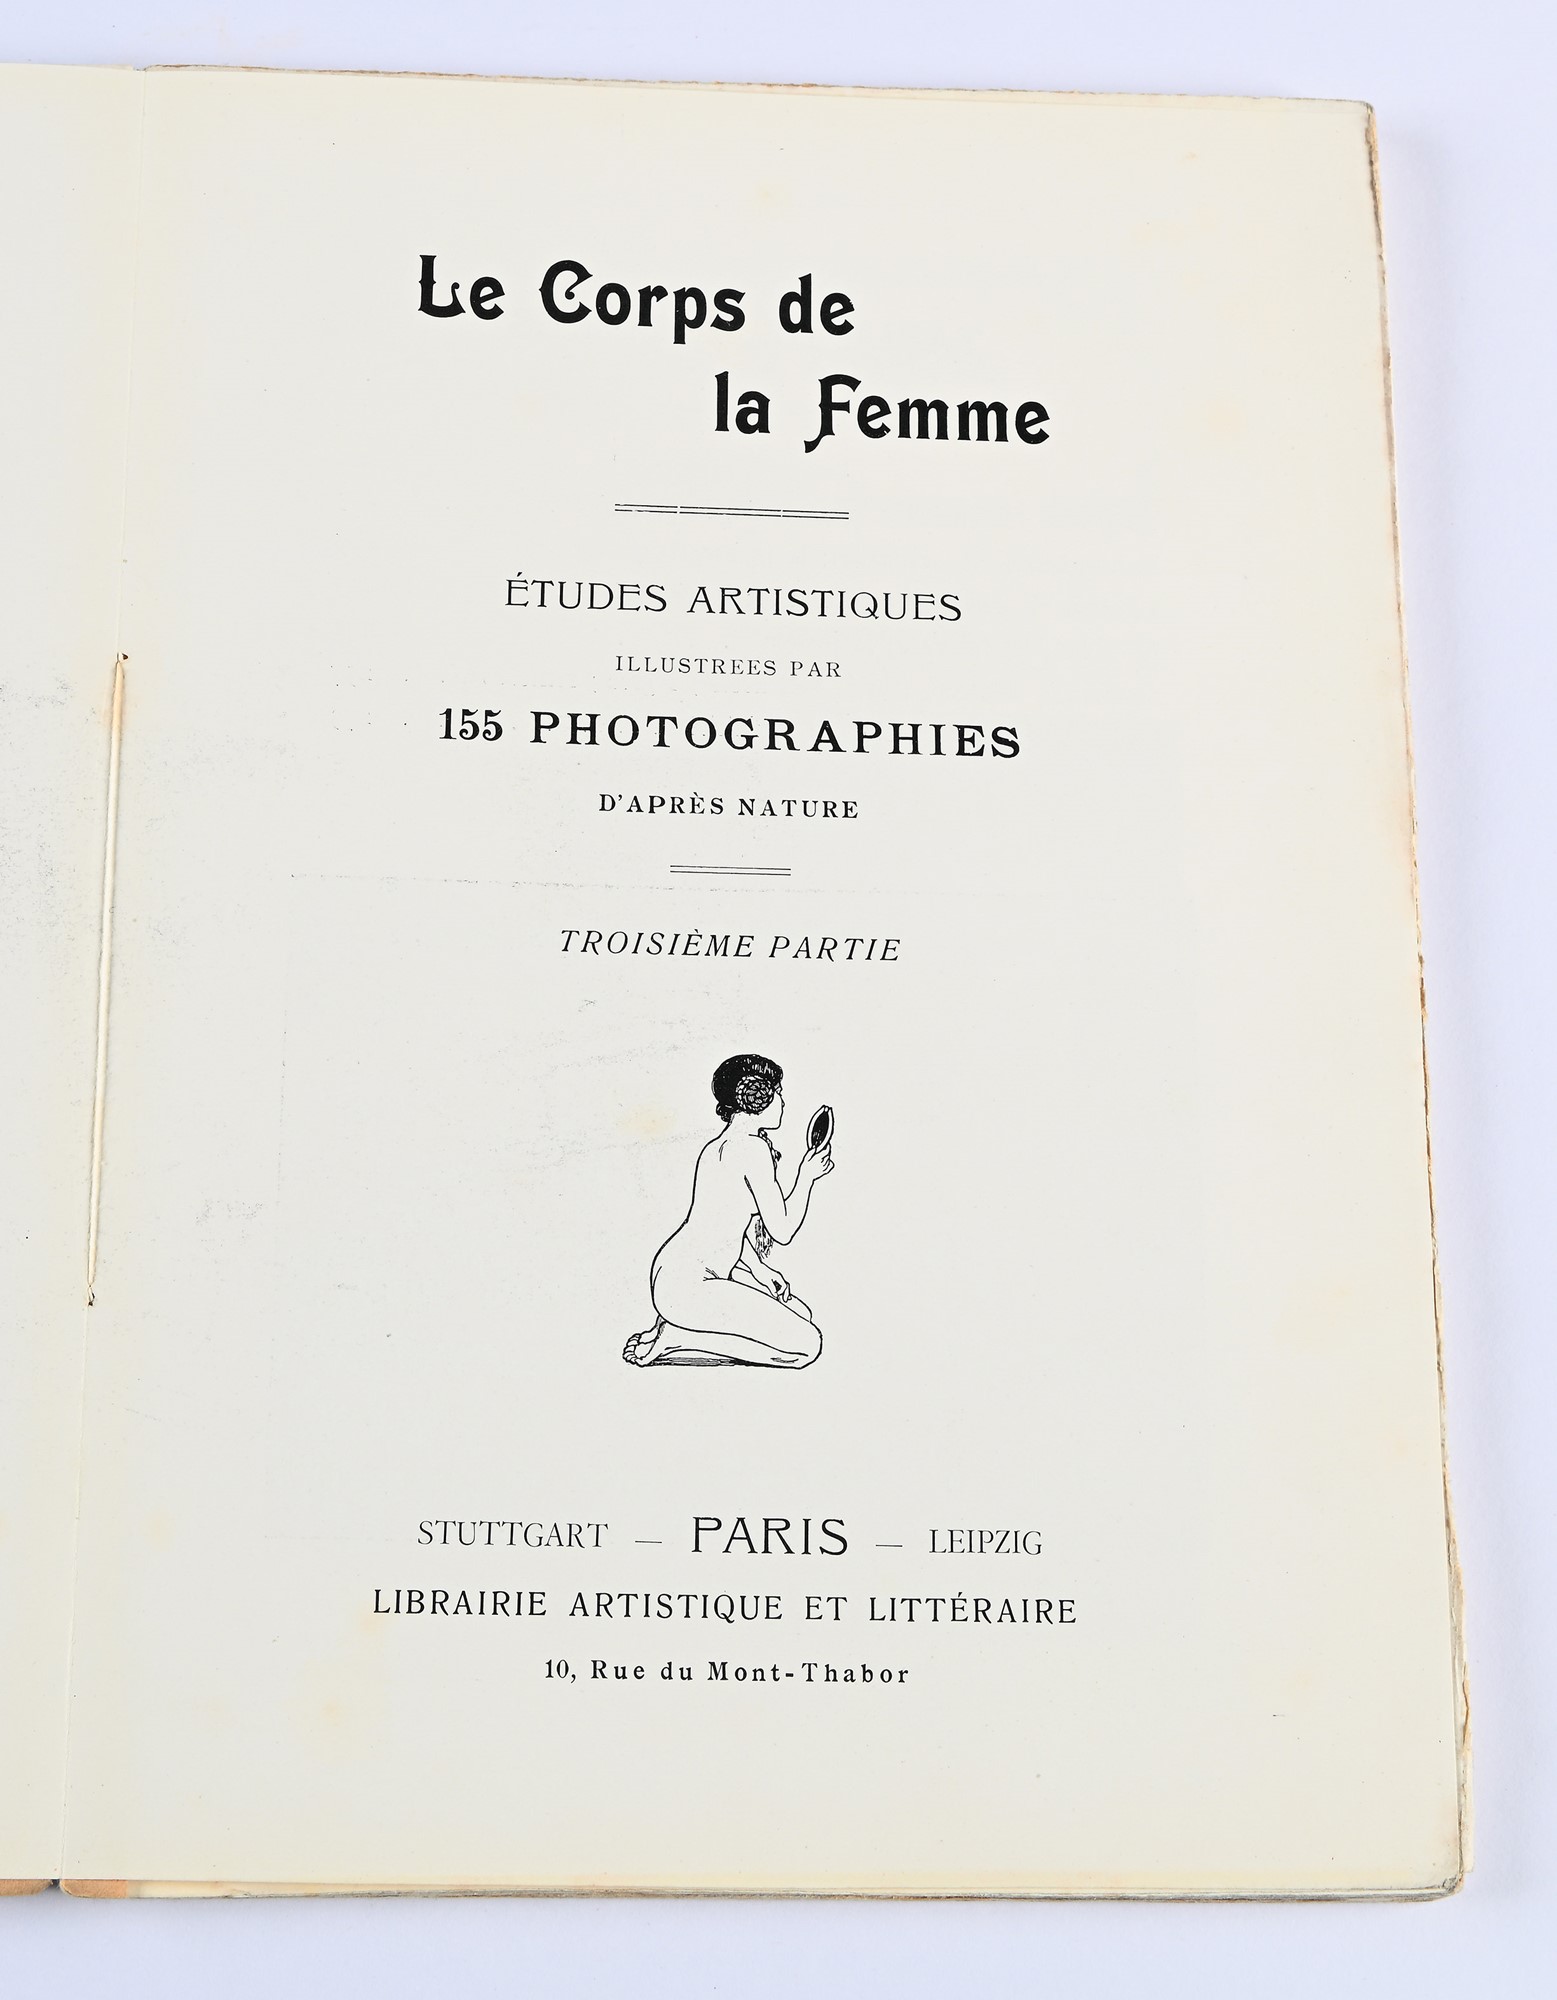 Le Corps de
la Femme
ÉTUDES ARTISTIQUES
ILLUSTREES PAR
155 PHOTOGRAPHIES
D'APRÈS NATURE
TROISIÈME PARTIE
STUTTGART — PARIS — LEIPZIG
LIBRAIRIE ARTISTIQUE ET LITTÉRAIRE
10, Rue du Mont-Thabor